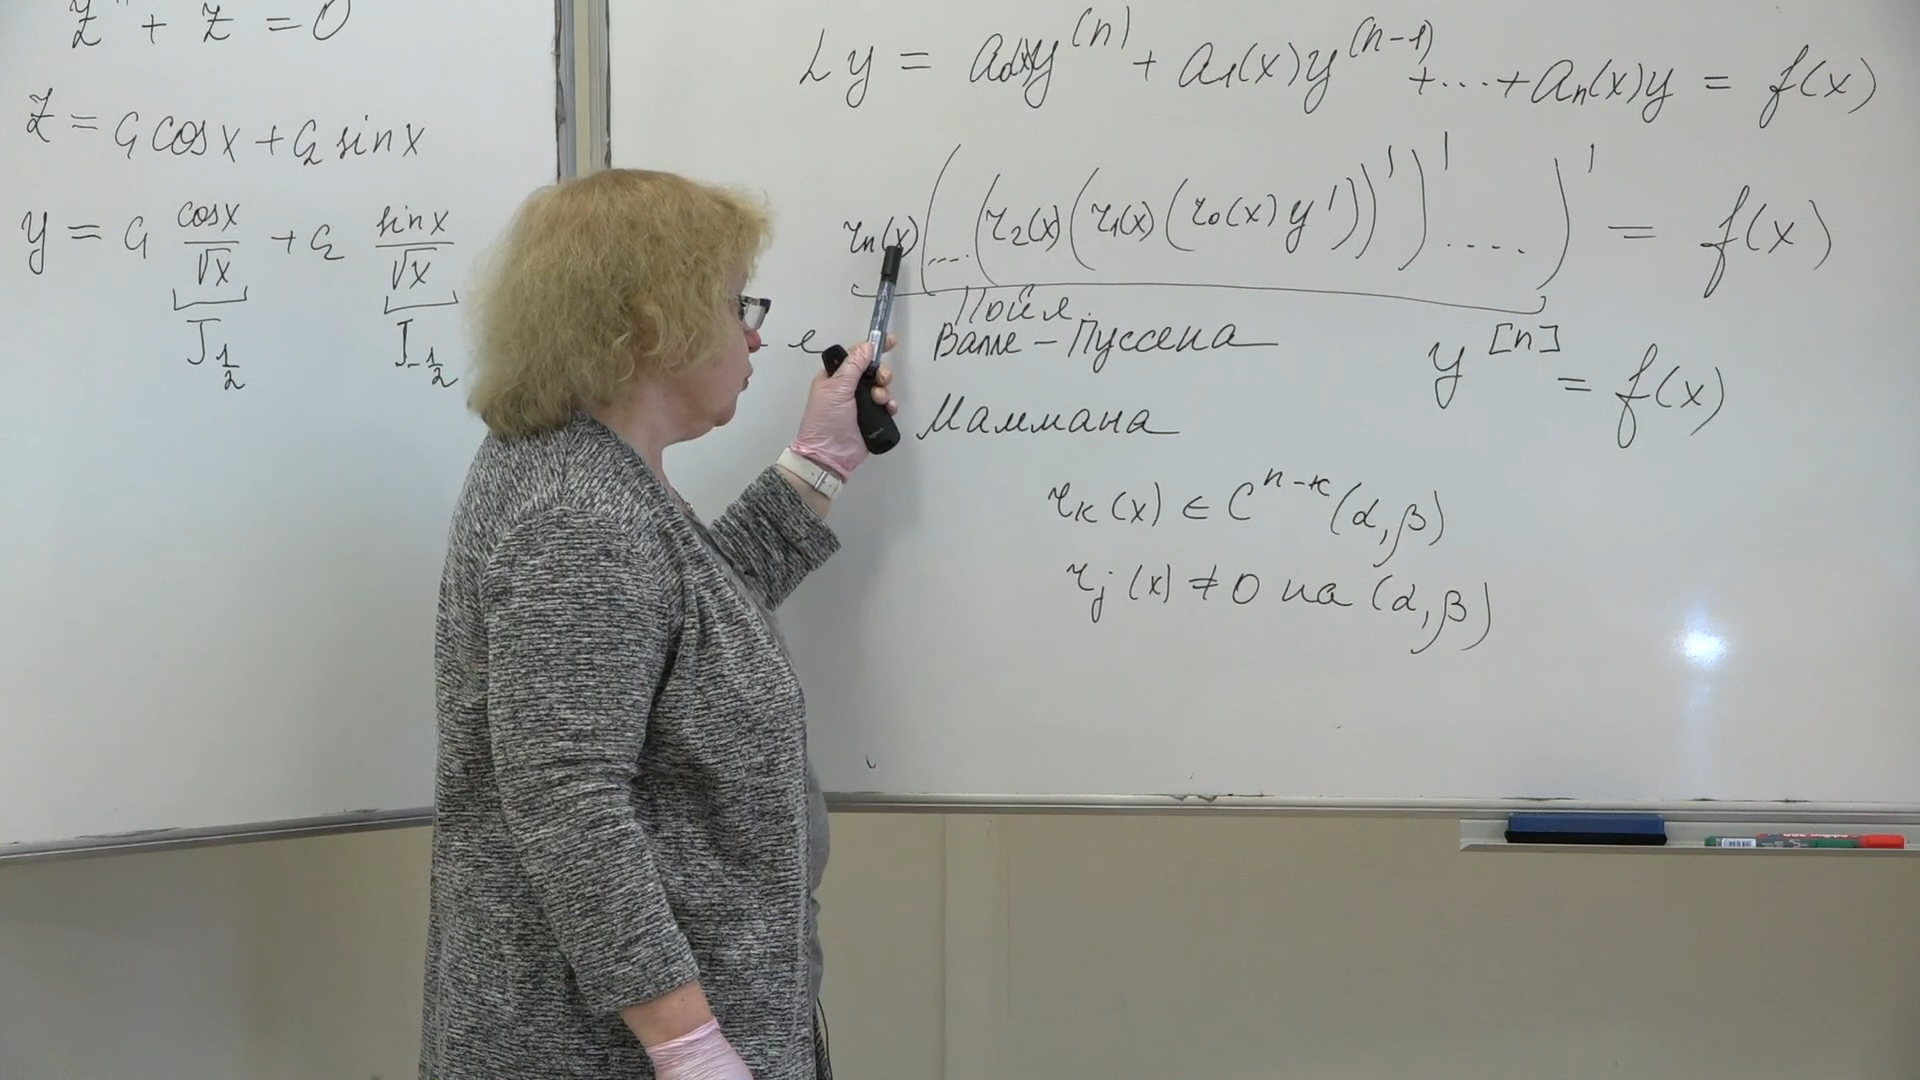 z'' + z = 0
z = C₁ cos x + C₂ sin x
y = C₁ cos x / √x + C₂ sin x / √x
J_{1/2} J_{-1/2}
Ly = a₀(x)y^{(n)} + a₁(x)y^{(n-1)} + ... + aₙ(x)y = f(x)
rₙ(x)(....(r₂(x)(r₁(x)(r₀(x)y'))')'....)' = f(x)
Пойя
Валле-Пуссена
y^{[n]} = f(x)
Маммана
r_k(x) ∈ C^{n-k}(α,β)
r_j(x) ≠ 0 на (α,β)